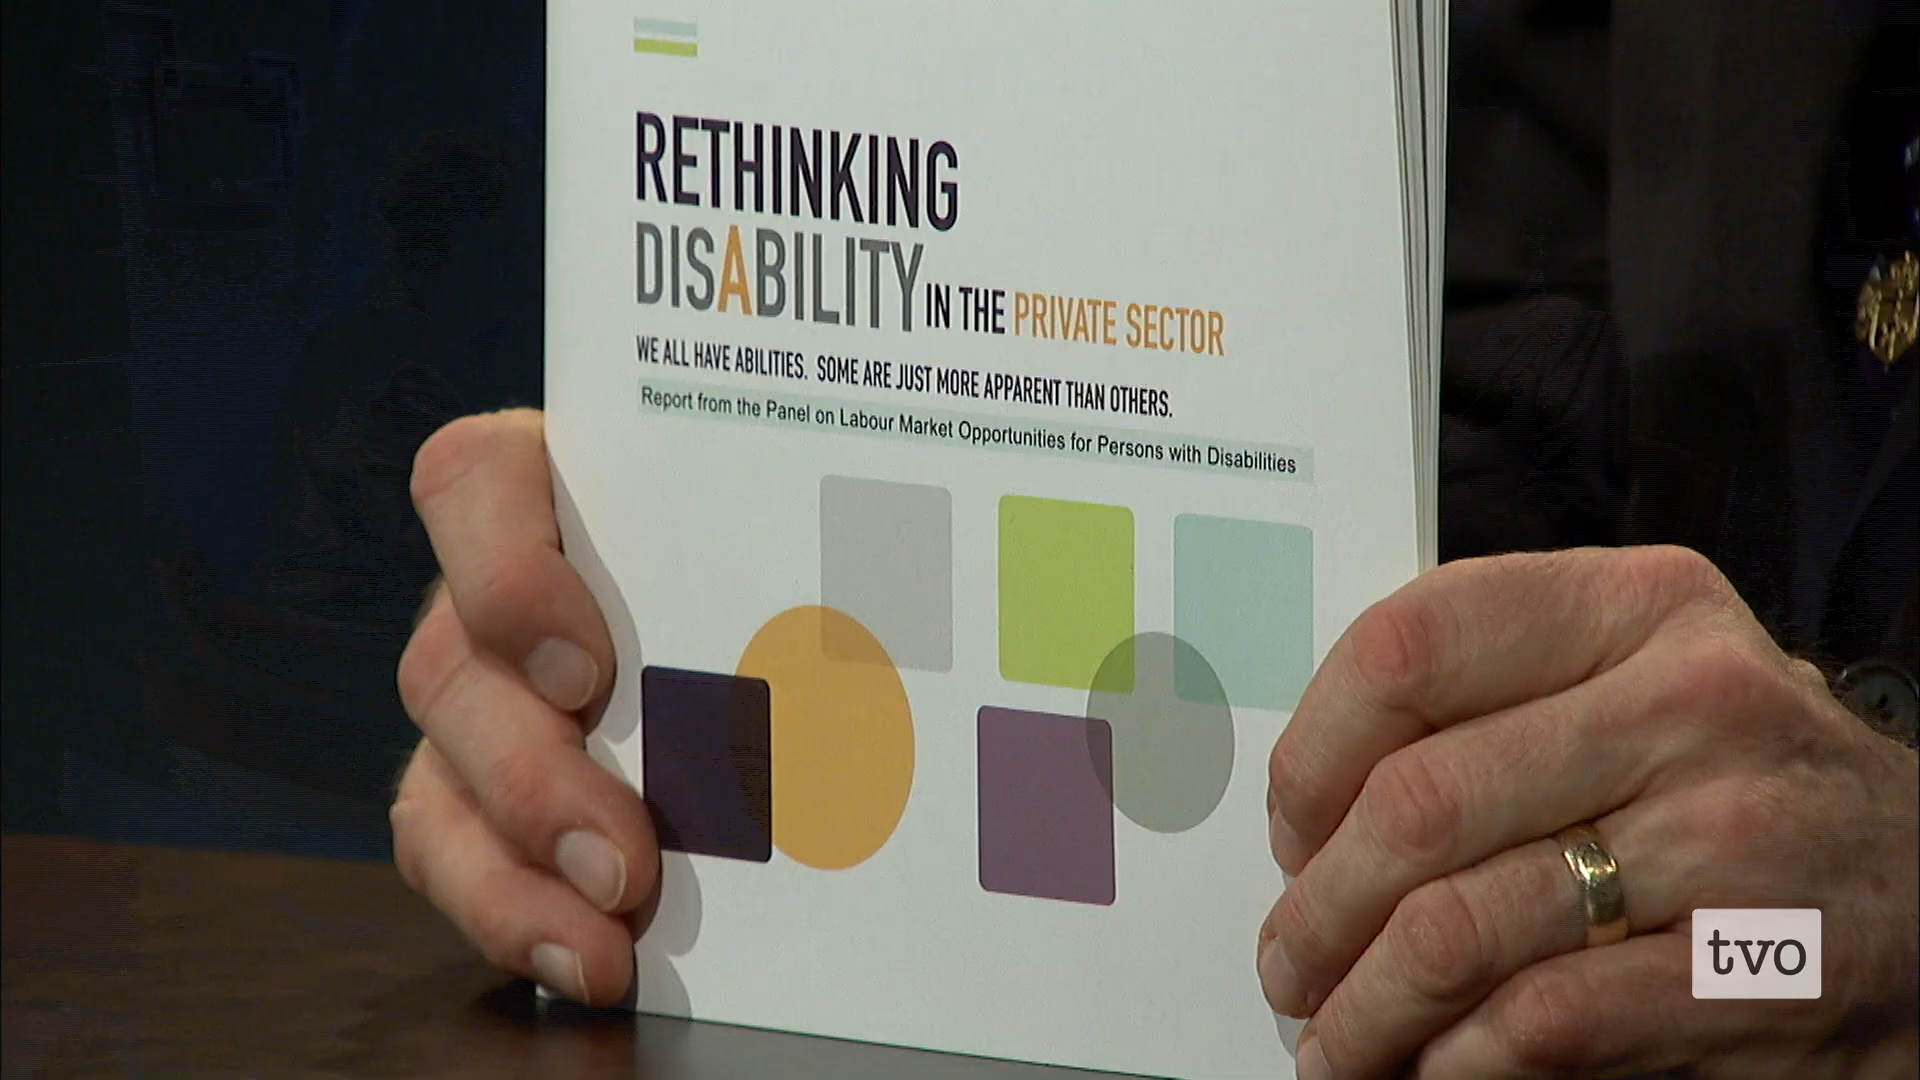 RETHINKING
DISABILITY IN THE PRIVATE SECTOR
WE ALL HAVE ABILITIES. SOME ARE JUST MORE APPARENT THAN OTHERS.
Report from the Panel on Labour Market Opportunities for Persons with Disabilities
tvo